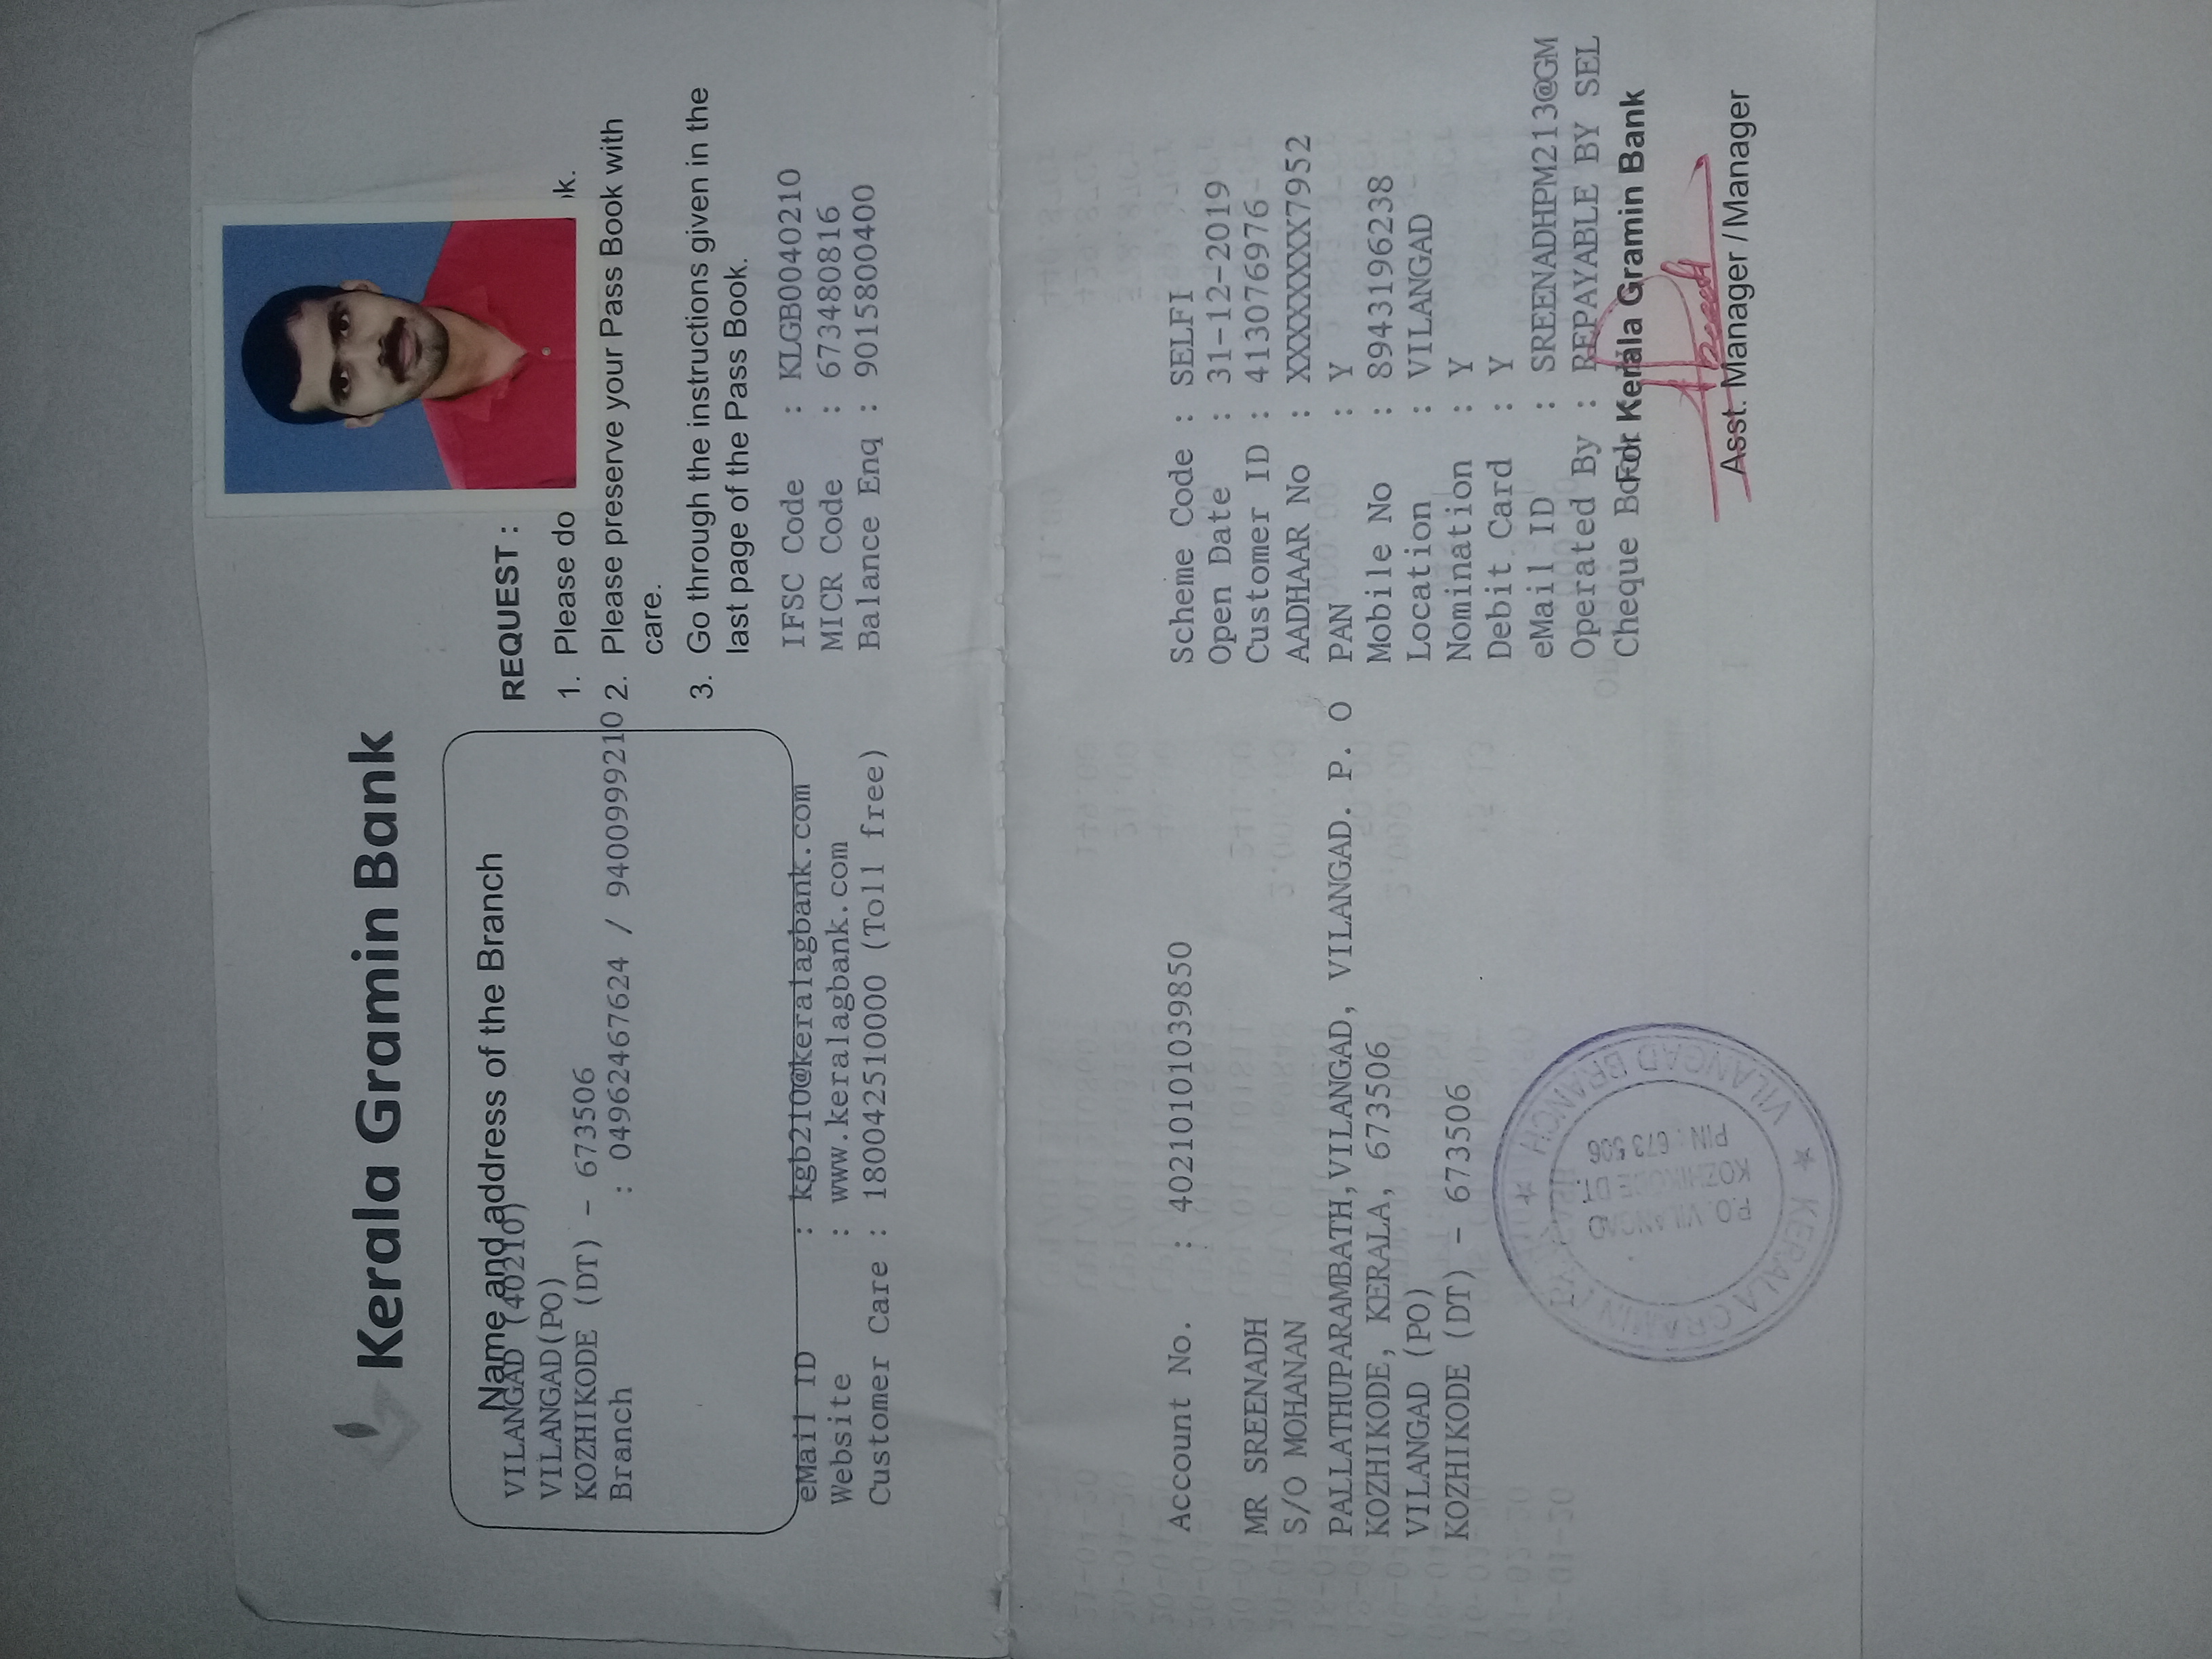 Kerala Gramin Bank
Name and address of the Branch
VILANGAD (40210)
VILANGAD(PO)
KOZHIKODE (DT) - 673506
Branch : 04962467624 / 9400999210
eMail ID : kgb210@keralagbank.com
Website : www.keralagbank.com
Customer Care : 180042510000 (Toll free)
REQUEST :
1. Please do ok.
2. Please preserve your Pass Book with
care.
3. Go through the instructions given in the
last page of the Pass Book.
IFSC Code : KLGB0040210
MICR Code : 673480816
Balance Enq : 9015800400
Account No. : 40210101039850
MR SREENADH
S/O MOHANAN
PALLATHUPARAMBATH,VILANGAD, VILANGAD. P. O
KOZHIKODE, KERALA, 673506
VILANGAD (PO)
KOZHIKODE (DT) - 673506
Scheme Code : SELFI
Open Date : 31-12-2019
Customer ID : 413076976
AADHAAR No : XXXXXXXX7952
PAN : Y
Mobile No : 8943196238
Location : VILANGAD
Nomination : Y
Debit Card : Y
eMail ID : SREENADHPM2113@GM
Operated By : REPAYABLE BY SEL
Cheque
For Kerala Gramin Bank
Asst. Manager / Manager
★ KERALA GRAMIN BANK ★ VILANGAD BRANCH
P.O. VILANGAD
KOZHIKODE DT.
PIN : 673 506